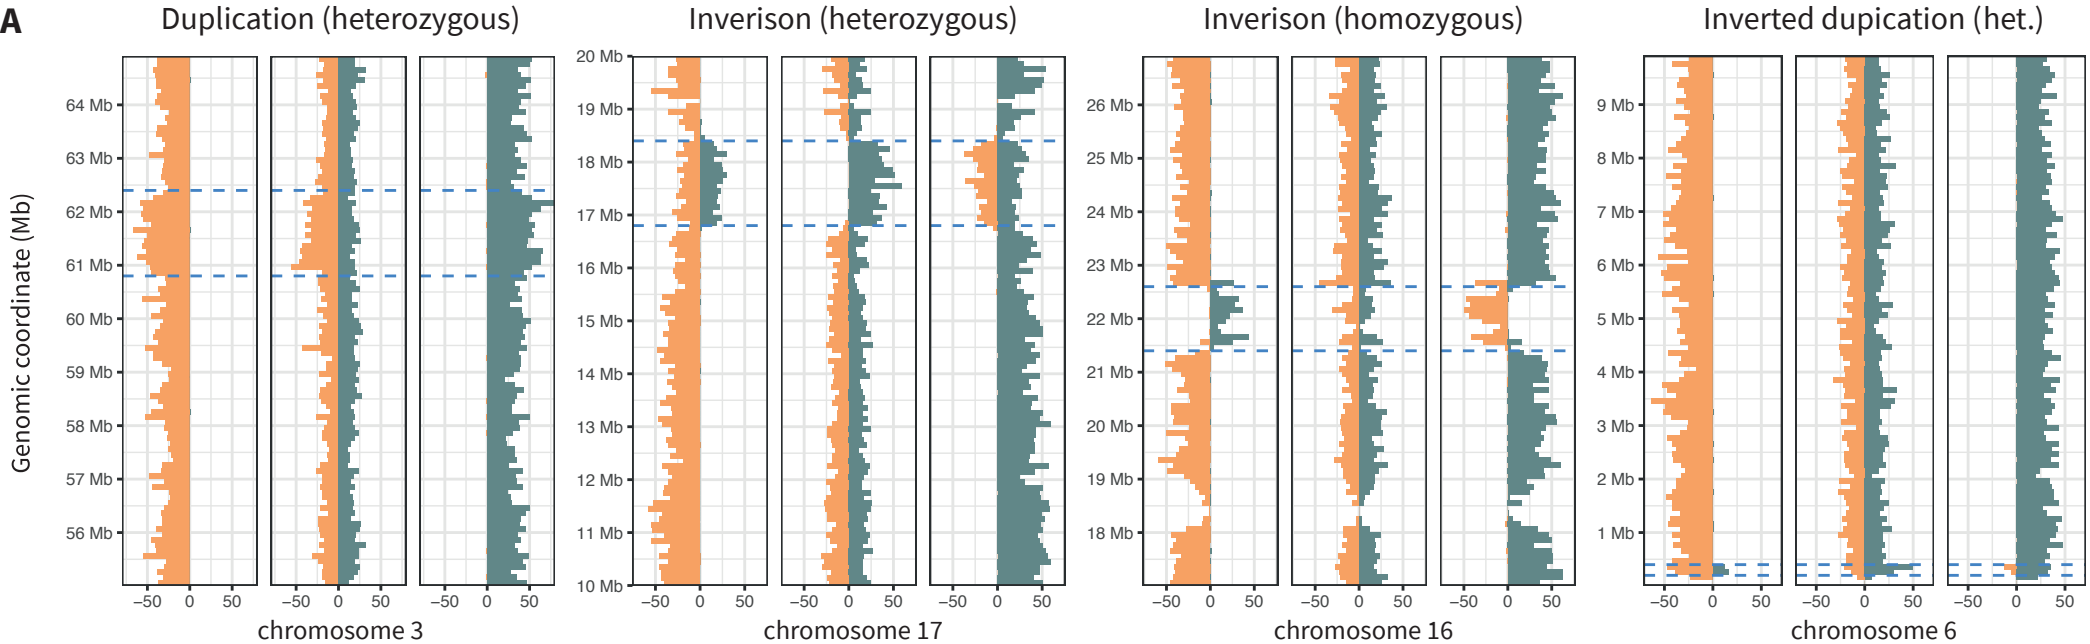 A
Duplication (heterozygous)
Inverison (heterozygous)
Inverison (homozygous)
Inverted dupication (het.)
Genomic coordinate (Mb)
64 Mb
63 Mb
62 Mb
61 Mb
60 Mb
59 Mb
58 Mb
57 Mb
56 Mb
−50 0 50 −50 0 50 −50 0 50
chromosome 3
20 Mb
19 Mb
18 Mb
17 Mb
16 Mb
15 Mb
14 Mb
13 Mb
12 Mb
11 Mb
10 Mb
−50 0 50 −50 0 50 −50 0 50
chromosome 17
26 Mb
25 Mb
24 Mb
23 Mb
22 Mb
21 Mb
20 Mb
19 Mb
18 Mb
−50 0 50 −50 0 50 −50 0 50
chromosome 16
9 Mb
8 Mb
7 Mb
6 Mb
5 Mb
4 Mb
3 Mb
2 Mb
1 Mb
−50 0 50 −50 0 50 −50 0 50
chromosome 6